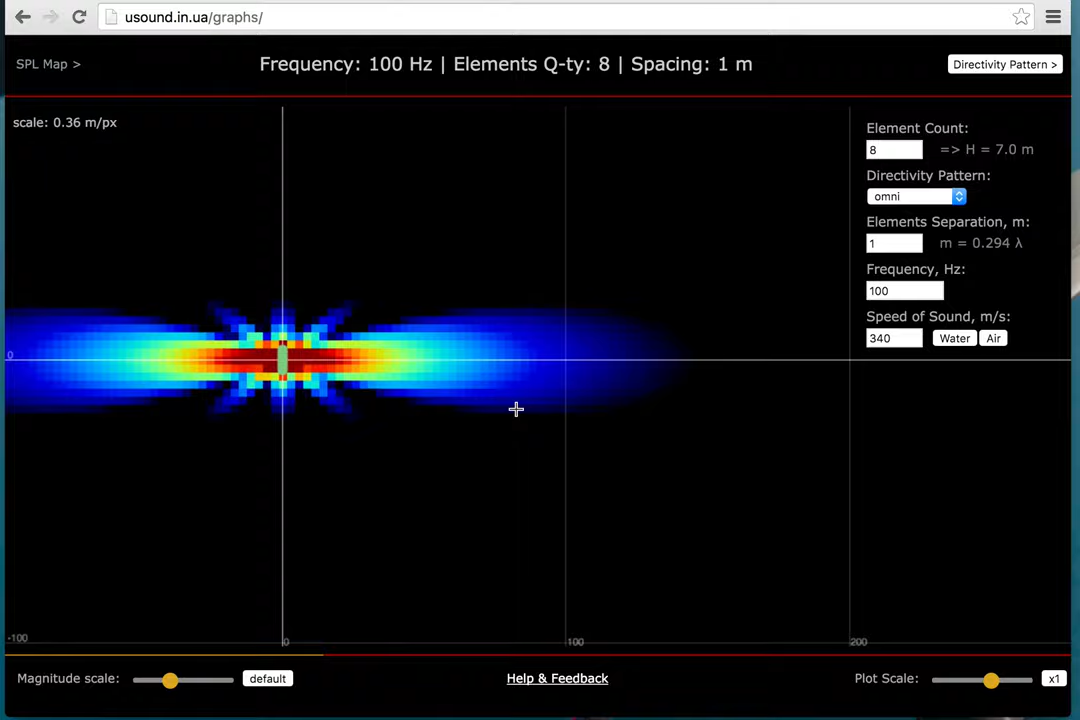 usound.in.ua/graphs/
SPL Map >
Frequency: 100 Hz | Elements Q-ty: 8 | Spacing: 1 m
Directivity Pattern >
scale: 0.36 m/px
Element Count:
8 => H = 7.0 m
Directivity Pattern:
omni
Elements Separation, m:
1 m = 0.294 λ
Frequency, Hz:
100
Speed of Sound, m/s:
340 Water Air
0
-100 0 100 200
Magnitude scale: default
Help & Feedback
Plot Scale: x1